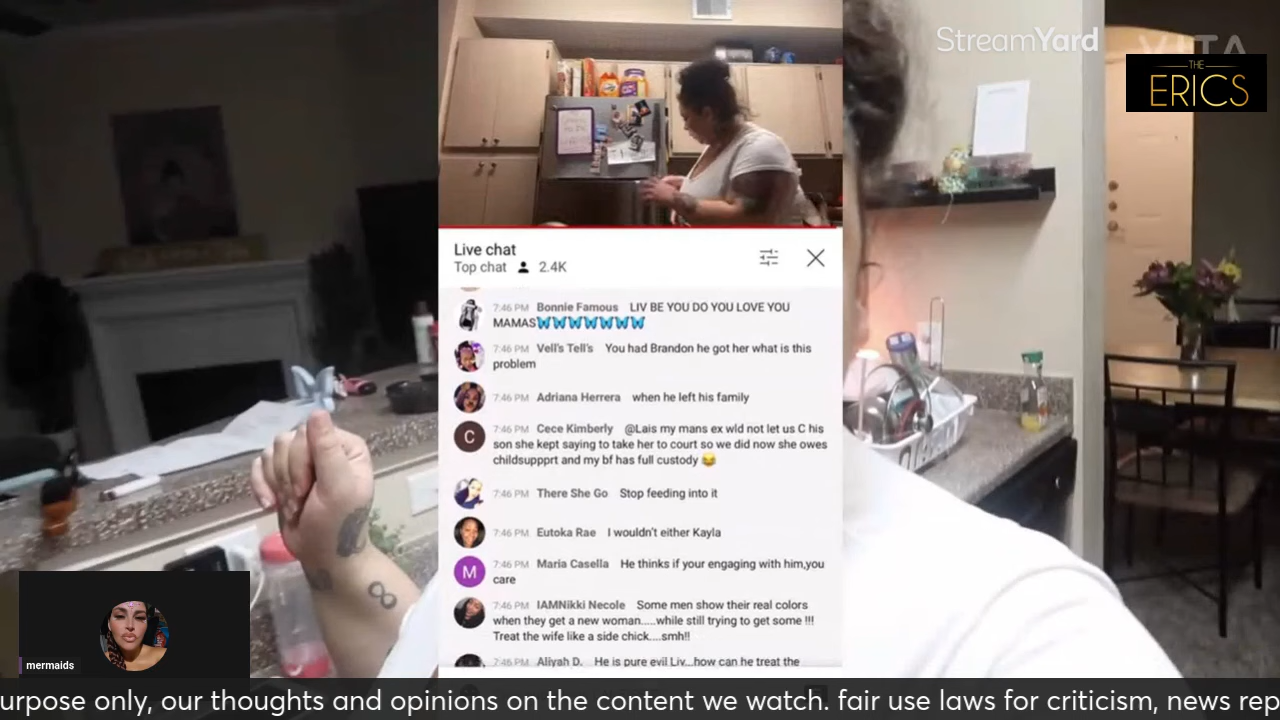 StreamYard
VITA
THE
ERICS
Live chat
Top chat 2.4K
7:46 PM Bonnie Famous LIV BE YOU DO YOU LOVE YOU
MAMAS🦋🦋🦋🦋🦋🦋🦋
7:46 PM Vell's Tell's You had Brandon he got her what is this
problem
7:46 PM Adriana Herrera when he left his family
C
7:46 PM Cece Kimberly @Lais my mans ex wld not let us C his
son she kept saying to take her to court so we did now she owes
childsuppprt and my bf has full custody 😂
7:46 PM There She Go Stop feeding into it
7:46 PM Eutoka Rae I wouldn't either Kayla
M
7:46 PM Maria Casella He thinks if your engaging with him,you
care
7:46 PM IAMNikki Necole Some men show their real colors
when they get a new woman.....while still trying to get some !!!
Treat the wife like a side chick....smh!!
7:46 PM Aliyah D. He is pure evil Liv...how can he treat the
mermaids
urpose only, our thoughts and opinions on the content we watch. fair use laws for criticism, news rep